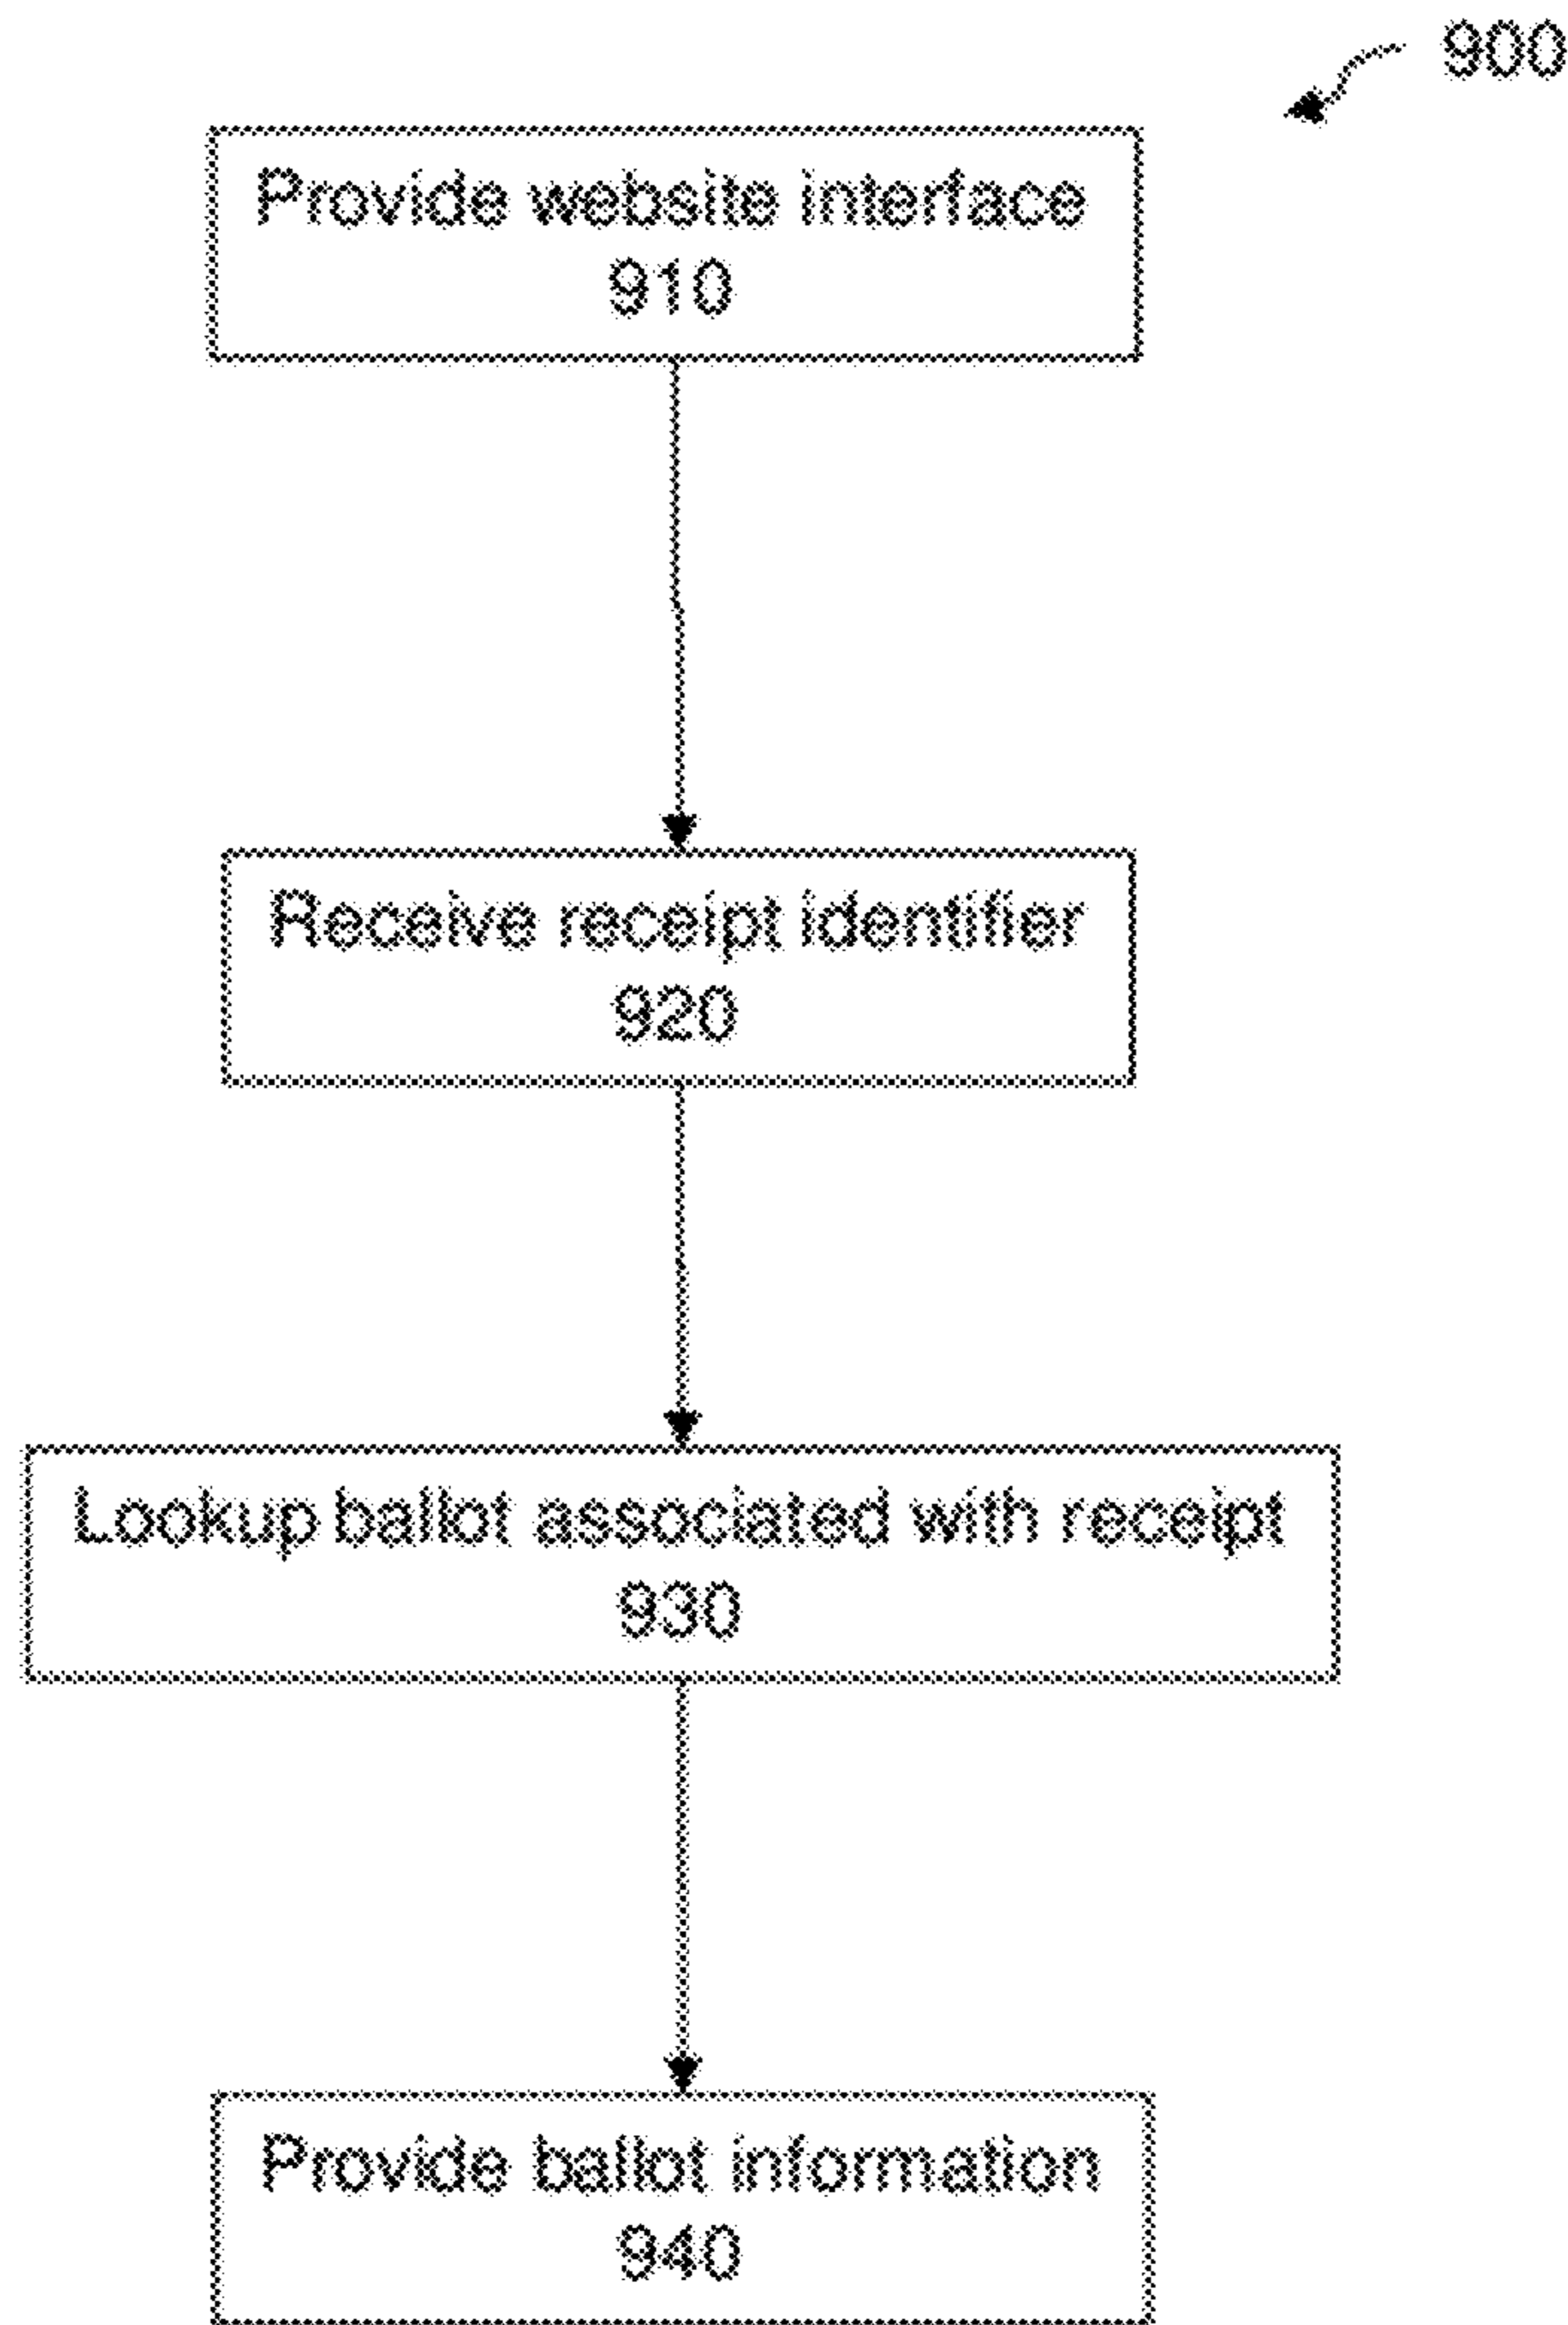 900
Provide website interface
910
Receive receipt identifier
920
Lookup ballot associated with receipt
930
Provide ballot information
940